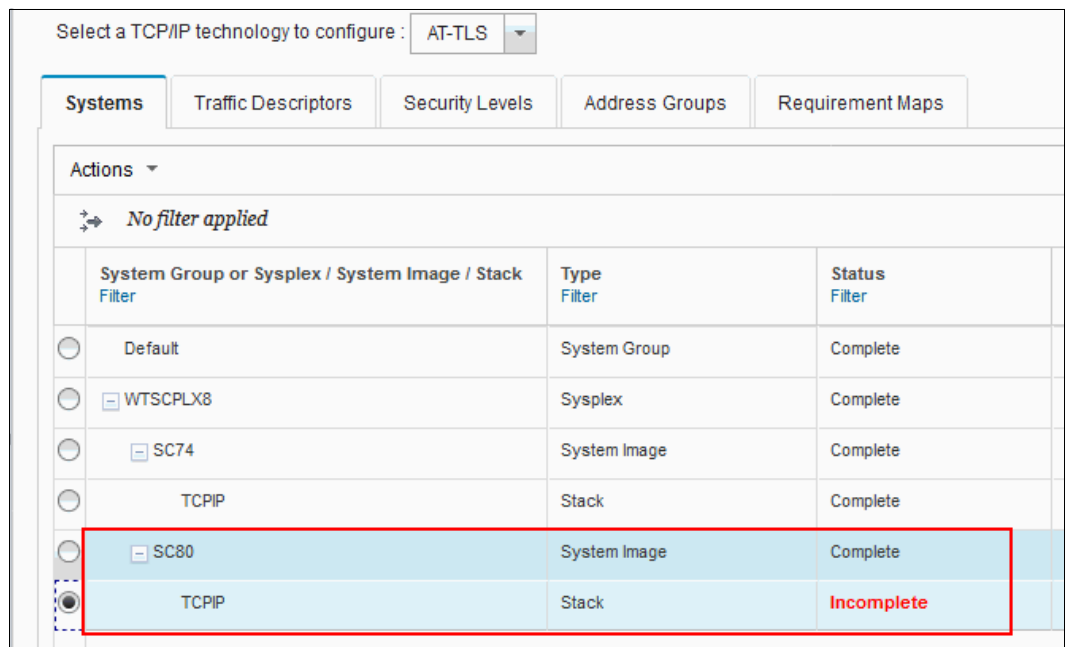 Select a TCP/IP technology to configure : AT-TLS
Systems Traffic Descriptors Security Levels Address Groups Requirement Maps
Actions
No filter applied
System Group or Sysplex / System Image / Stack Type Status
Filter Filter Filter
Default System Group Complete
WTSCPLX8 Sysplex Complete
SC74 System Image Complete
TCPIP Stack Complete
SC80 System Image Complete
TCPIP Stack Incomplete